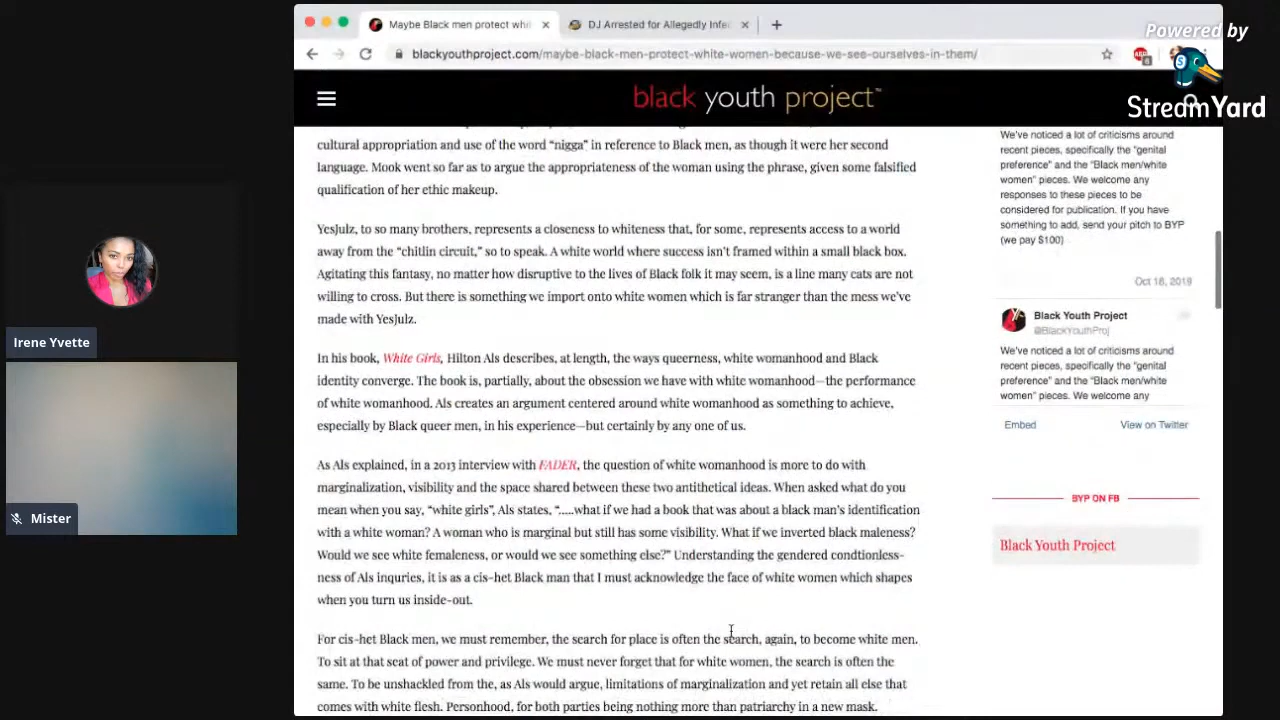 Maybe Black men protect whi
DJ Arrested for Allegedly Infe
Powered by
StreamYard
blackyouthproject.com/maybe-black-men-protect-white-women-because-we-see-ourselves-in-them/
black youth project™
cultural appropriation and use of the word “nigga” in reference to Black men, as though it were her second
language. Mook went so far as to argue the appropriateness of the woman using the phrase, given some falsified
qualification of her ethic makeup.
YesJulz, to so many brothers, represents a closeness to whiteness that, for some, represents access to a world
away from the “chitlin circuit,” so to speak. A white world where success isn’t framed within a small black box.
Agitating this fantasy, no matter how disruptive to the lives of Black folk it may seem, is a line many cats are not
willing to cross. But there is something we import onto white women which is far stranger than the mess we’ve
made with YesJulz.
In his book, White Girls, Hilton Als describes, at length, the ways queerness, white womanhood and Black
identity converge. The book is, partially, about the obsession we have with white womanhood—the performance
of white womanhood. Als creates an argument centered around white womanhood as something to achieve,
especially by Black queer men, in his experience—but certainly by any one of us.
As Als explained, in a 2013 interview with FADER, the question of white womanhood is more to do with
marginalization, visibility and the space shared between these two antithetical ideas. When asked what do you
mean when you say, “white girls”, Als states, “…..what if we had a book that was about a black man’s identification
with a white woman? A woman who is marginal but still has some visibility. What if we inverted black maleness?
Would we see white femaleness, or would we see something else?” Understanding the gendered condtionless-
ness of Als inquries, it is as a cis-het Black man that I must acknowledge the face of white women which shapes
when you turn us inside-out.
For cis-het Black men, we must remember, the search for place is often the search, again, to become white men.
To sit at that seat of power and privilege. We must never forget that for white women, the search is often the
same. To be unshackled from the, as Als would argue, limitations of marginalization and yet retain all else that
comes with white flesh. Personhood, for both parties being nothing more than patriarchy in a new mask.
We’ve noticed a lot of criticisms around
recent pieces, specifically the “genital
preference” and the “Black men/white
women” pieces. We welcome any
responses to these pieces to be
considered for publication. If you have
something to add, send your pitch to BYP
(we pay $100)
Oct 18, 2019
Black Youth Project
@BlackYouthProj
We’ve noticed a lot of criticisms around
recent pieces, specifically the “genital
preference” and the “Black men/white
women” pieces. We welcome any
Embed
View on Twitter
BYP ON FB
Black Youth Project
Irene Yvette
Mister